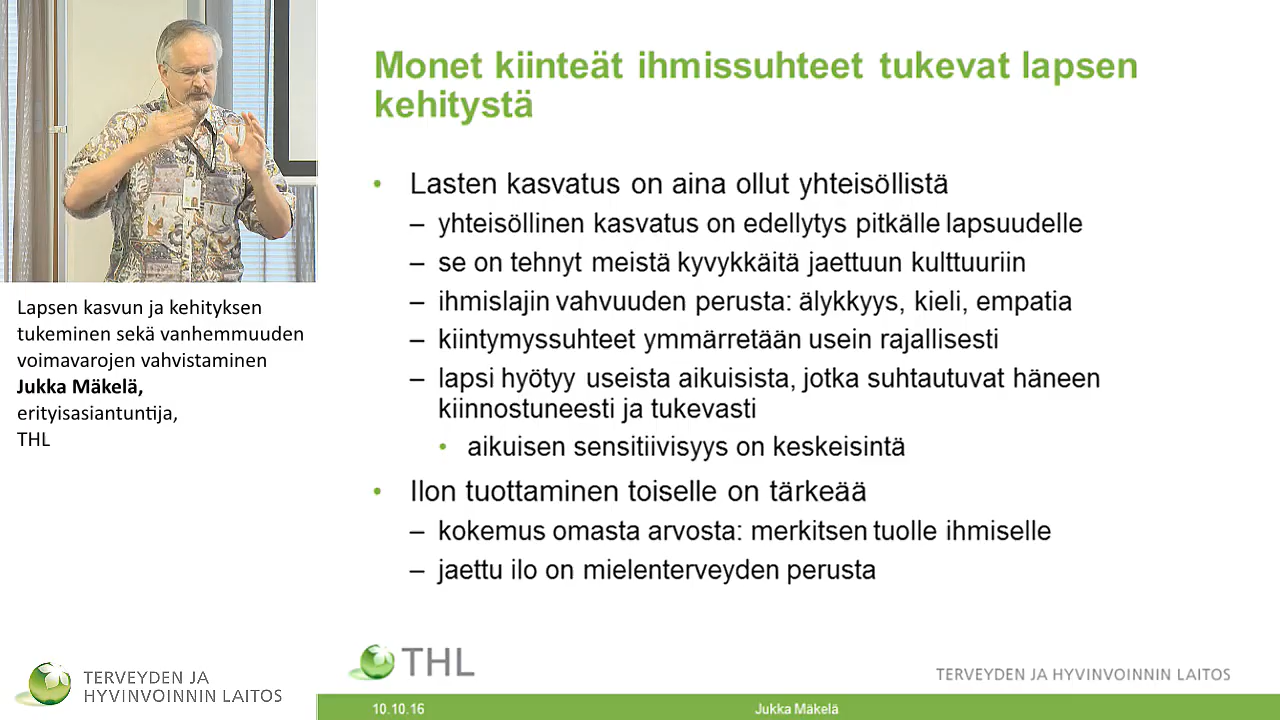 Monet kiinteät ihmissuhteet tukevat lapsen
kehitystä
• Lasten kasvatus on aina ollut yhteisöllistä
– yhteisöllinen kasvatus on edellytys pitkälle lapsuudelle
– se on tehnyt meistä kyvykkäitä jaettuun kulttuuriin
– ihmislajin vahvuuden perusta: älykkyys, kieli, empatia
– kiintymyssuhteet ymmärretään usein rajallisesti
– lapsi hyötyy useista aikuisista, jotka suhtautuvat häneen
kiinnostuneesti ja tukevasti
• aikuisen sensitiivisyys on keskeisintä
• Ilon tuottaminen toiselle on tärkeää
– kokemus omasta arvosta: merkitsen tuolle ihmiselle
– jaettu ilo on mielenterveyden perusta
Lapsen kasvun ja kehityksen
tukeminen sekä vanhemmuuden
voimavarojen vahvistaminen
Jukka Mäkelä,
erityisasiantuntija,
THL
TERVEYDEN JA
HYVINVOINNIN LAITOS
THL
TERVEYDEN JA HYVINVOINNIN LAITOS
10.10.16
Jukka Mäkelä